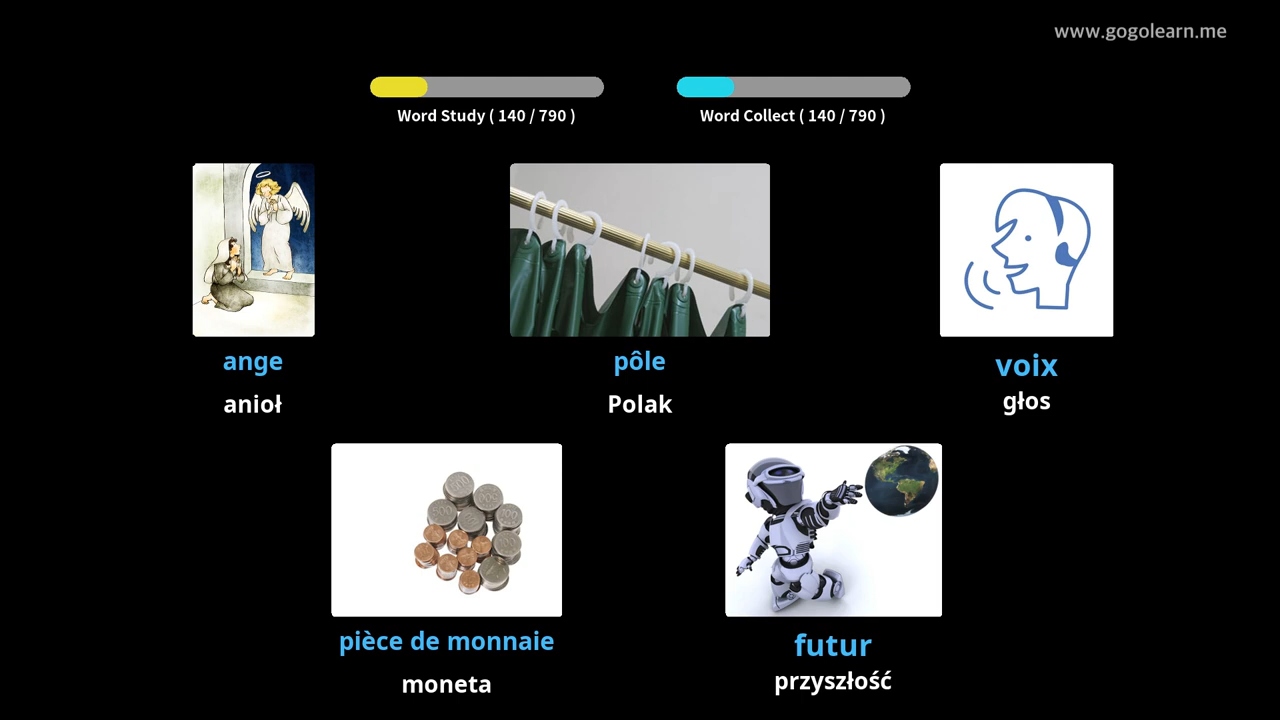 www.gogolearn.me
Word Study ( 140 / 790 )
Word Collect ( 140 / 790 )
ange
anioł
pôle
Polak
voix
głos
pièce de monnaie
moneta
futur
przyszłość